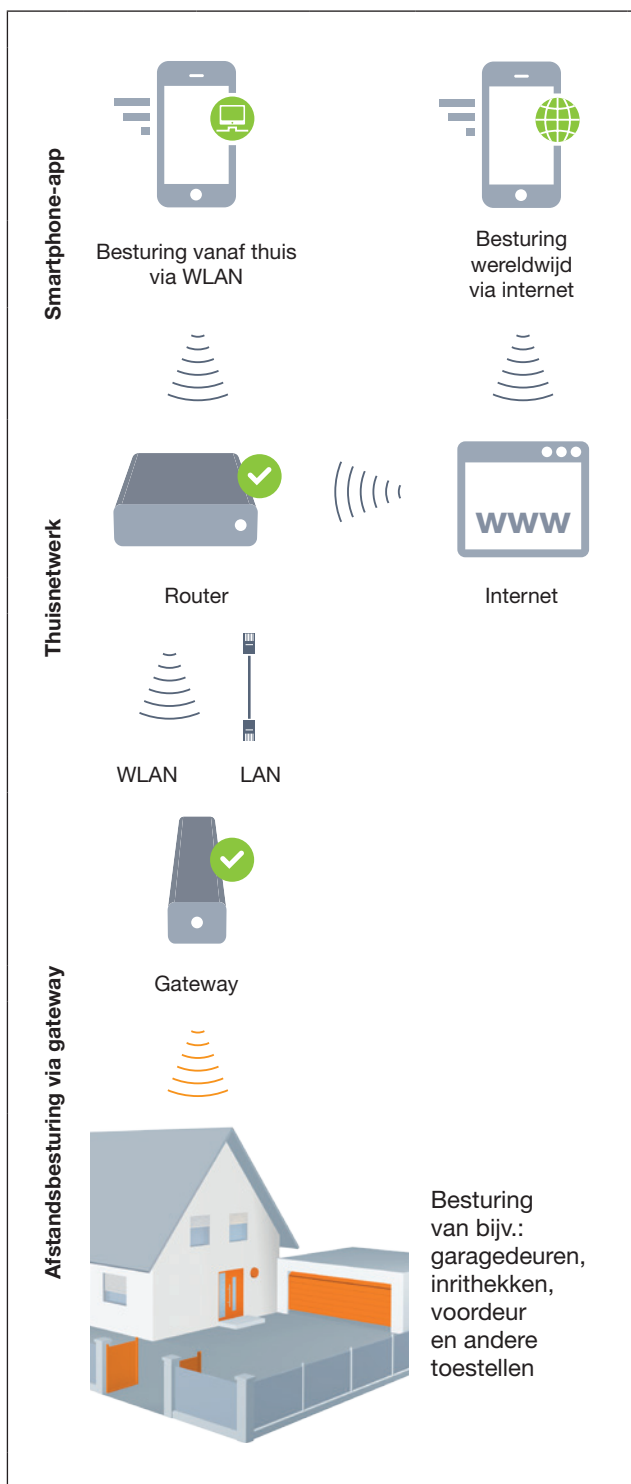 Smartphone-app
Besturing vanaf thuis
via WLAN
Besturing
wereldwijd
via internet
Thuisnetwerk
www
Router
Internet
WLAN
LAN
Afstandsbesturing via gateway
Gateway
Besturing
van bijv.:
garagedeuren,
inrithekken,
voordeur
en andere
toestellen